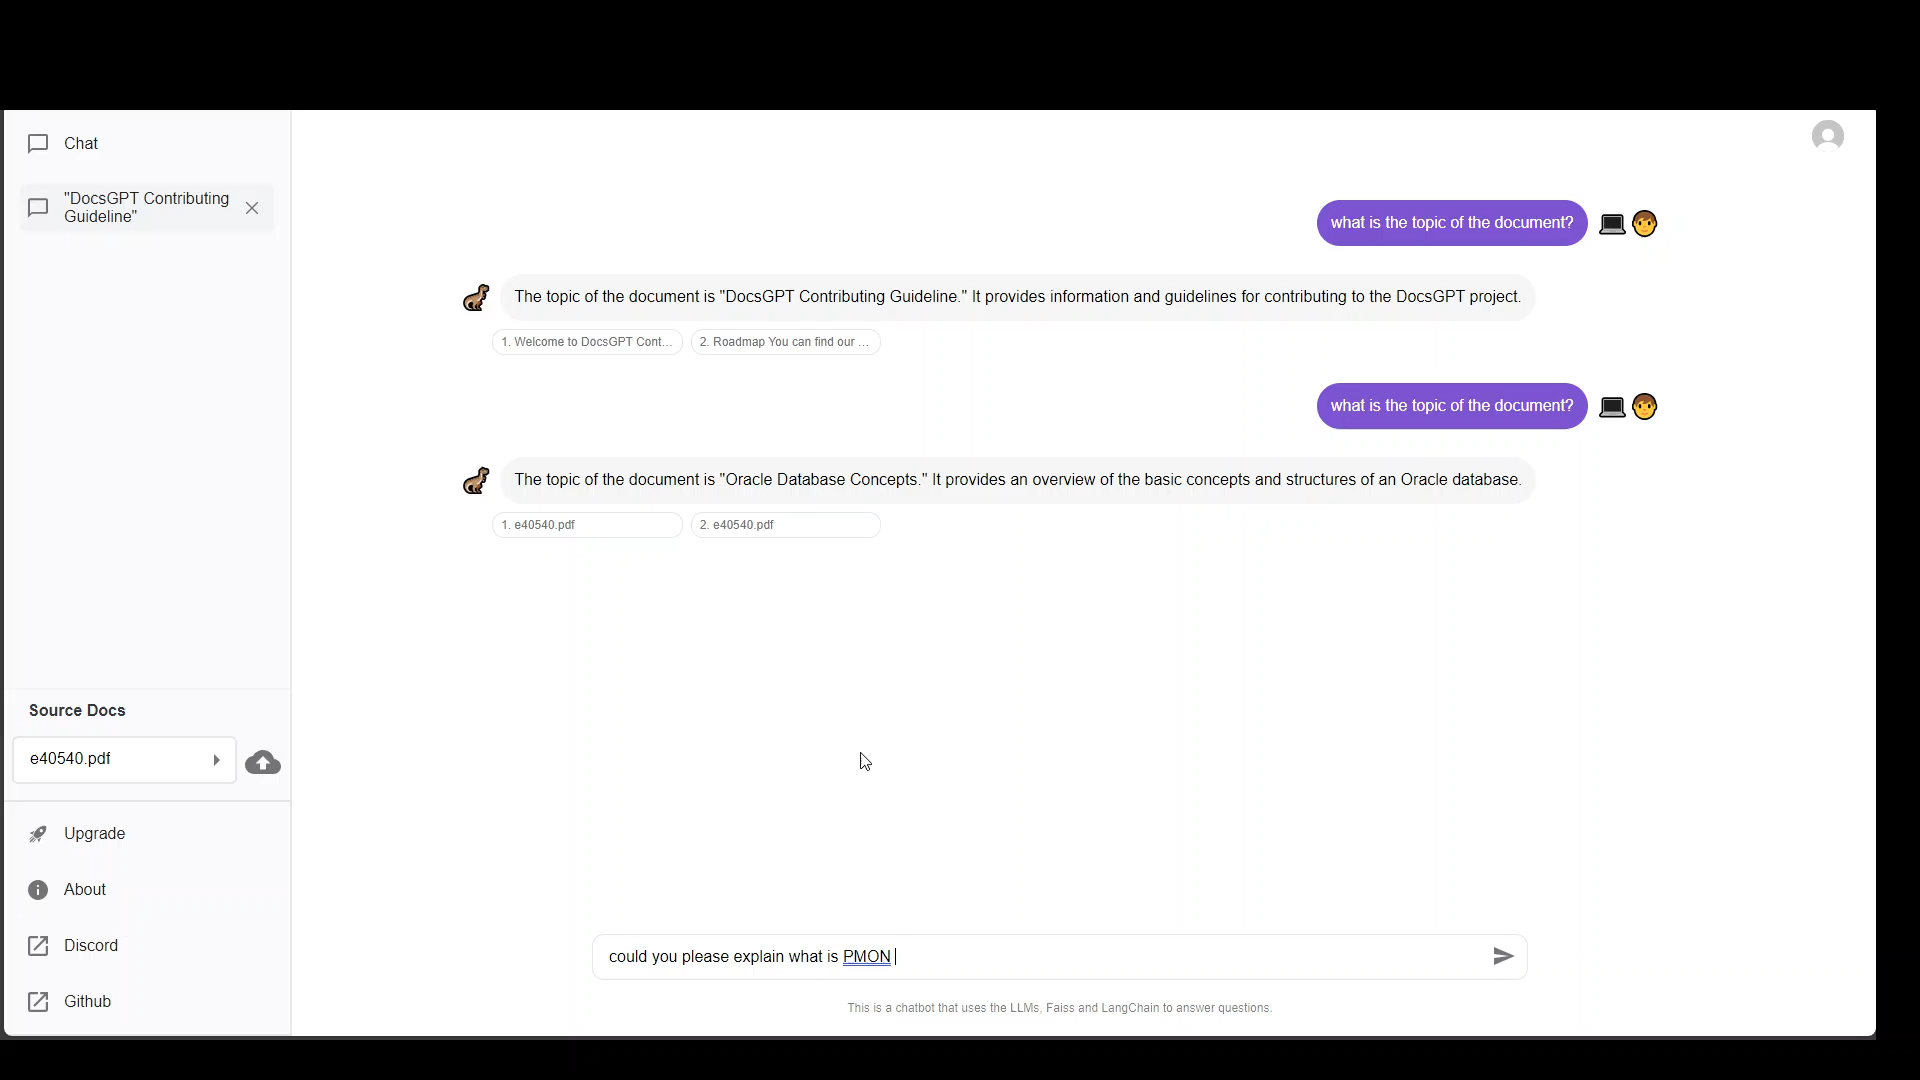 Chat
"DocsGPT Contributing
Guideline"
what is the topic of the document?
The topic of the document is "DocsGPT Contributing Guideline." It provides information and guidelines for contributing to the DocsGPT project.
1. Welcome to DocsGPT Cont...
2. Roadmap You can find our ...
what is the topic of the document?
The topic of the document is "Oracle Database Concepts." It provides an overview of the basic concepts and structures of an Oracle database.
1. e40540.pdf
2. e40540.pdf
Source Docs
e40540.pdf
Upgrade
About
Discord
Github
could you please explain what is PMON
This is a chatbot that uses the LLMs, Faiss and LangChain to answer questions.